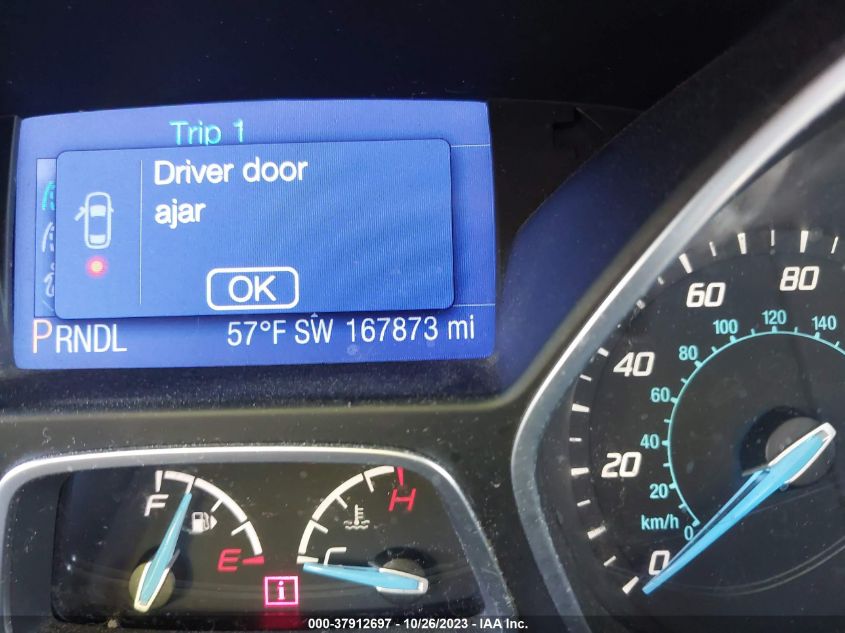 Trip 1
Driver door
ajar
OK
PRNDL 57°F SW 167873 mi
F
E
i
H
C
0 20 40 60 80
km/h 0 20 40 60 80 100 120 140
000-37912697 - 10/26/2023 - IAA Inc.